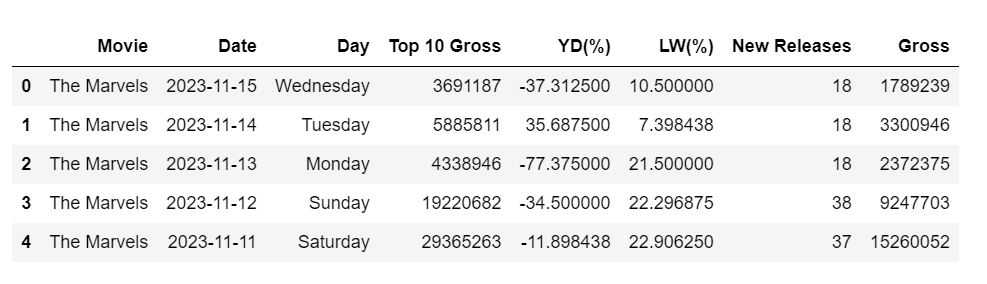 Movie Date Day Top 10 Gross YD(%) LW(%) New Releases Gross
0 The Marvels 2023-11-15 Wednesday 3691187 -37.312500 10.500000 18 1789239
1 The Marvels 2023-11-14 Tuesday 5885811 35.687500 7.398438 18 3300946
2 The Marvels 2023-11-13 Monday 4338946 -77.375000 21.500000 18 2372375
3 The Marvels 2023-11-12 Sunday 19220682 -34.500000 22.296875 38 9247703
4 The Marvels 2023-11-11 Saturday 29365263 -11.898438 22.906250 37 15260052